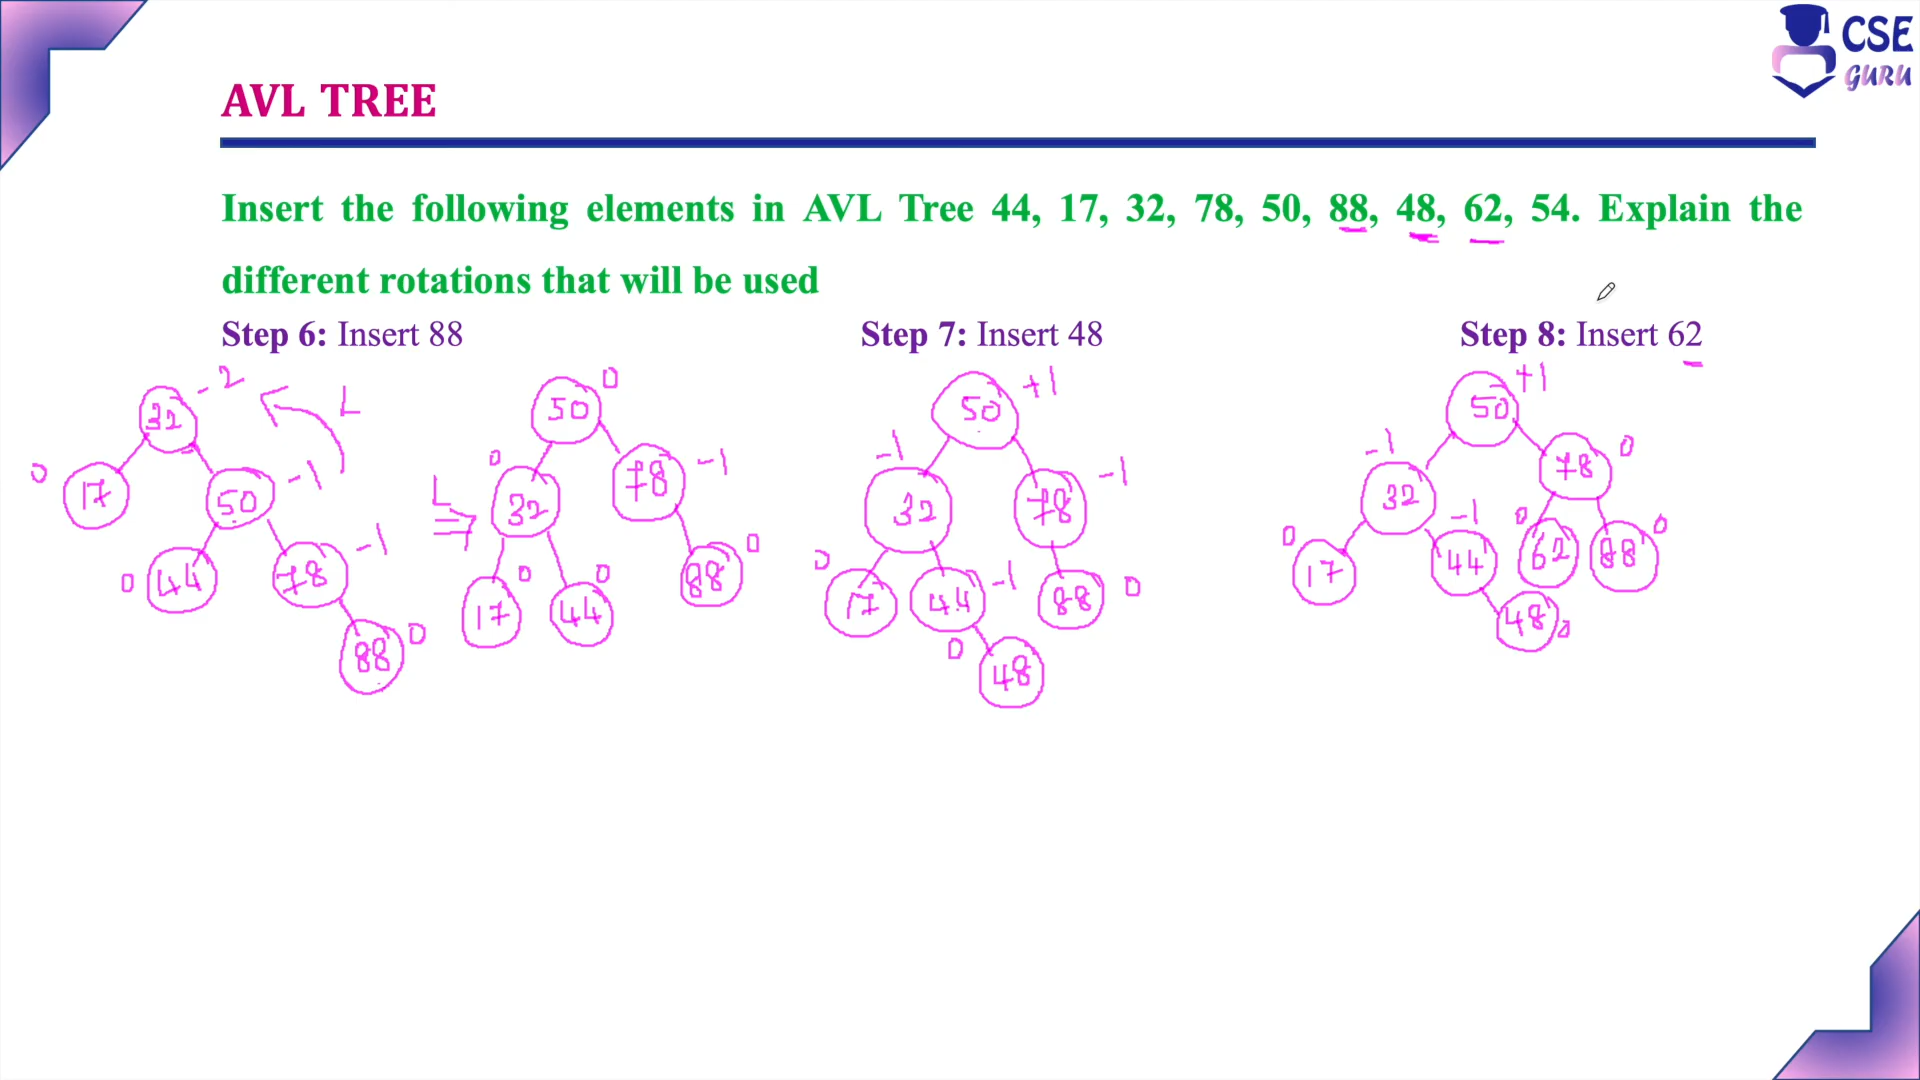 CSE
GURU
AVL TREE
Insert the following elements in AVL Tree 44, 17, 32, 78, 50, 88, 48, 62, 54. Explain the
different rotations that will be used
Step 6: Insert 88
Step 7: Insert 48
Step 8: Insert 62
32 -2
L
0 17
50 -1
0 44
78 -1
88 0
L
50 0
0 32
78 -1
17 0
44 0
88 0
50 +1
-1 32
78 -1
0 17
44 -1
88 0
0 48
50 +1
-1 32
78 0
0 17
44 -1
0 62
88 0
48 0